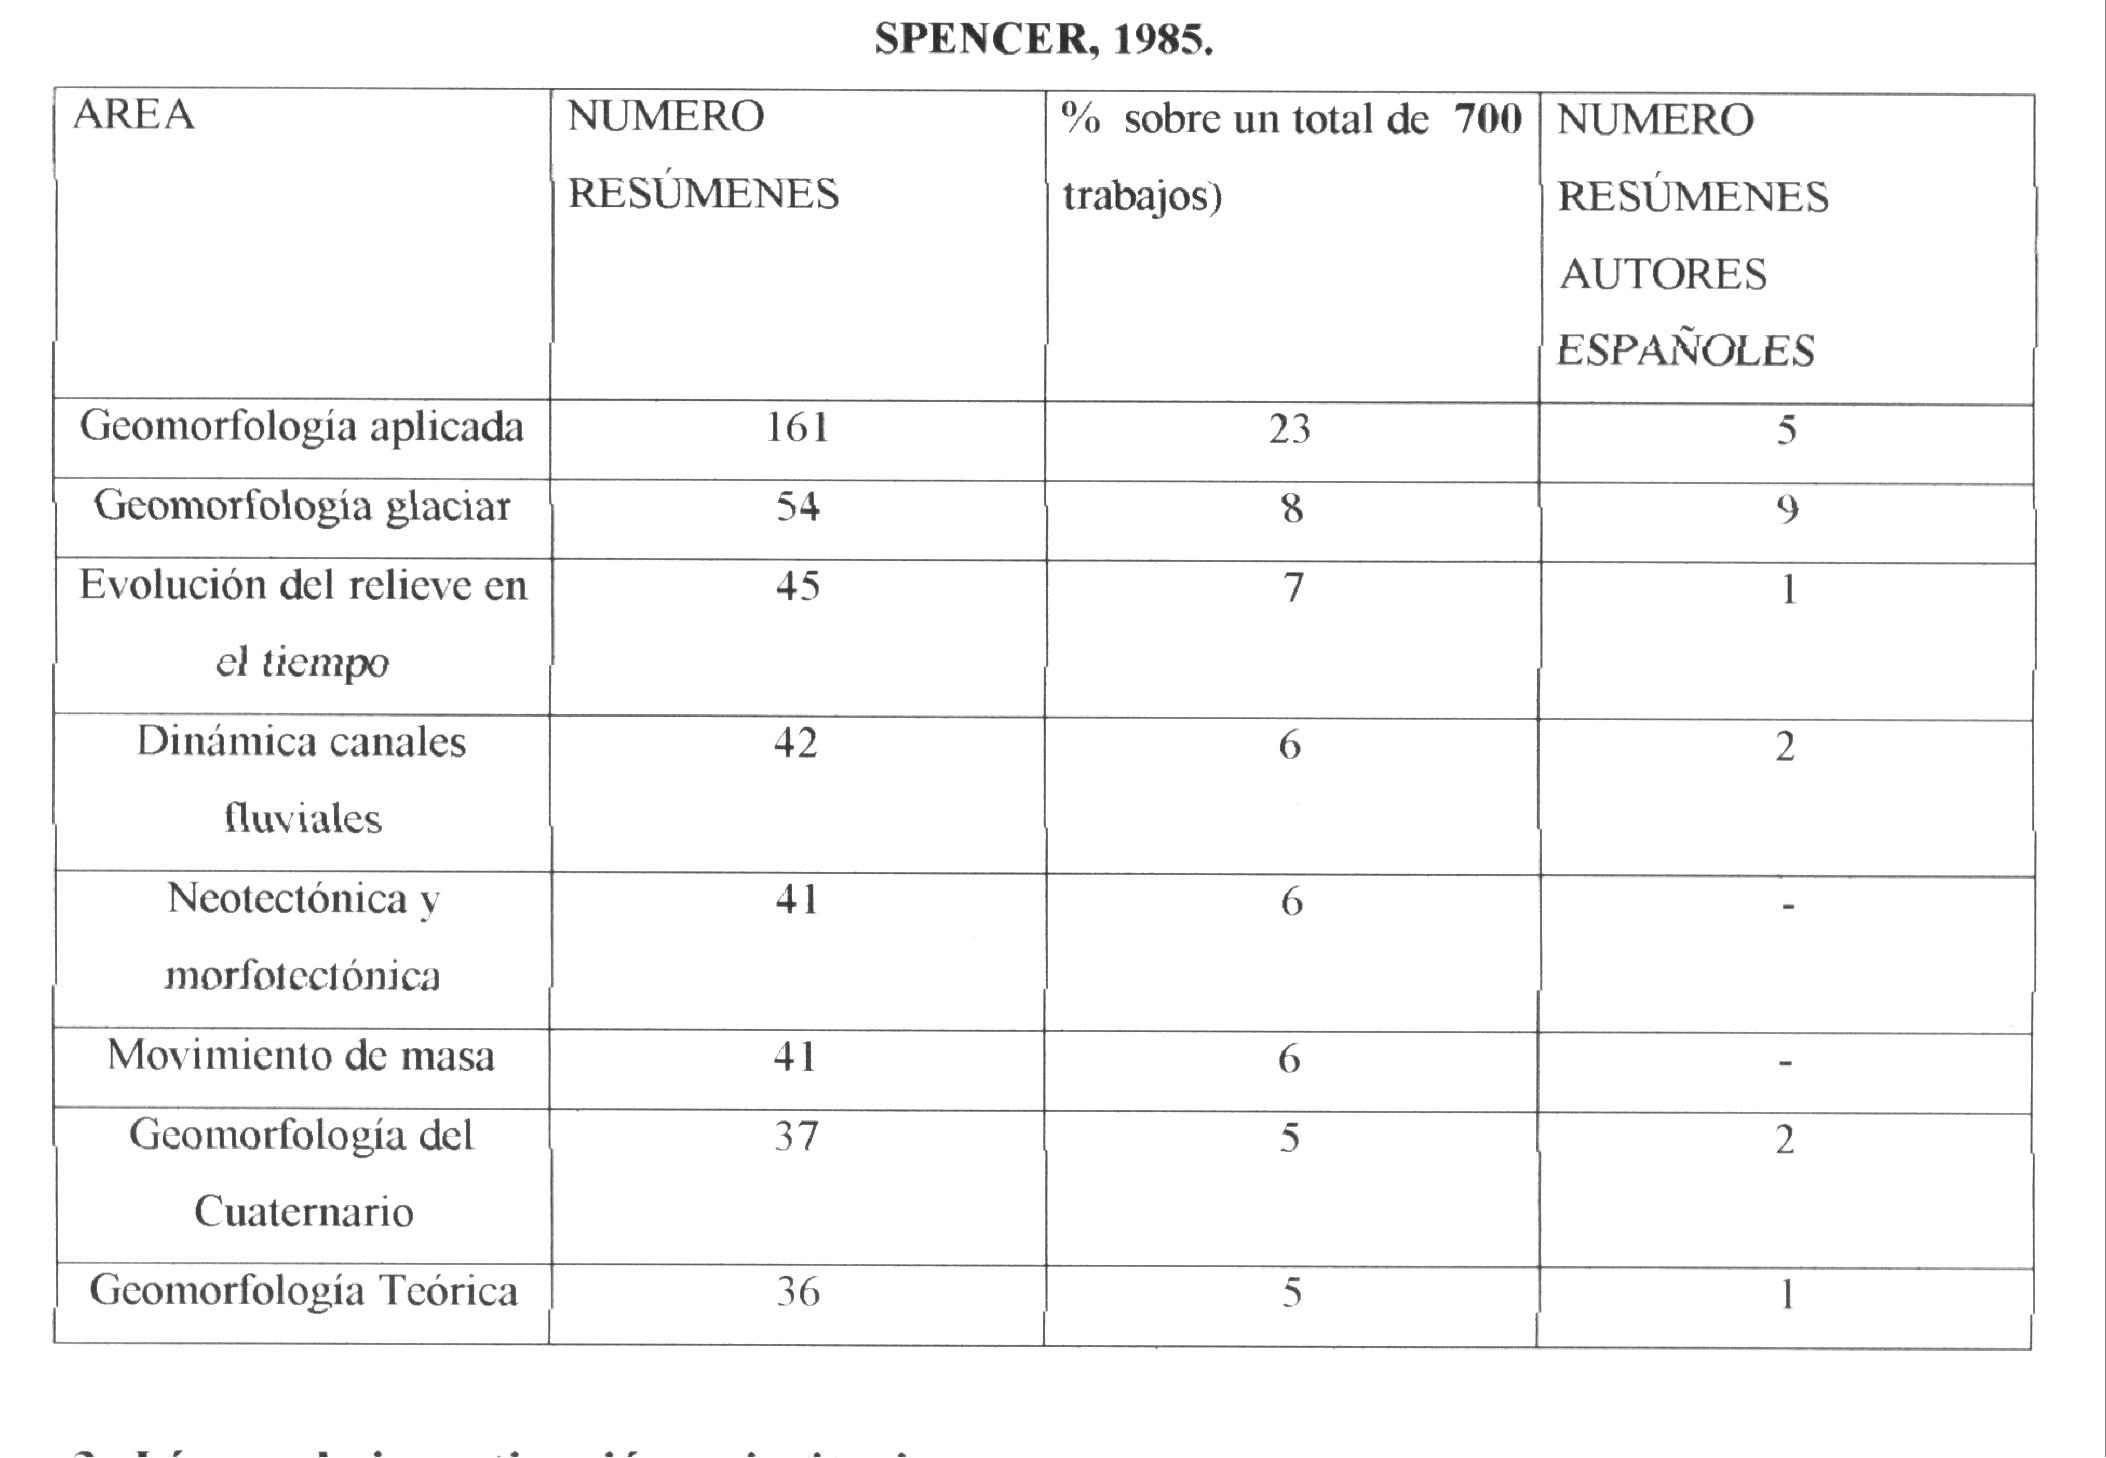 SPENCER, 1985.
AREA
NUMERO
RESÚMENES
% sobre un total de 700
trabajos)
NUMERO
RESÚMENES
AUTORES
ESPAÑOLES
Geomorfología aplicada
161
23
5
Geomorfología glaciar
54
8
9
Evolución del relieve en
el tiempo
45
7
1
Dinámica canales
fluviales
42
6
2
Neotectónica y
morfotectónica
41
6
-
Movimiento de masa
41
6
-
Geomorfología del
Cuaternario
37
5
2
Geomorfología Teórica
36
5
1